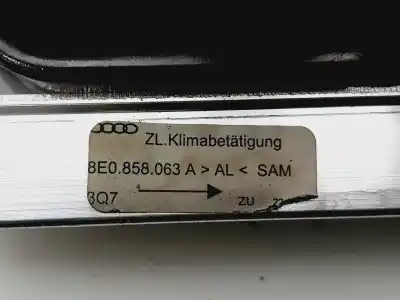 ZL.Klimabetätigung
8E0.858.063 A > AL < SAM
3Q7
ZU